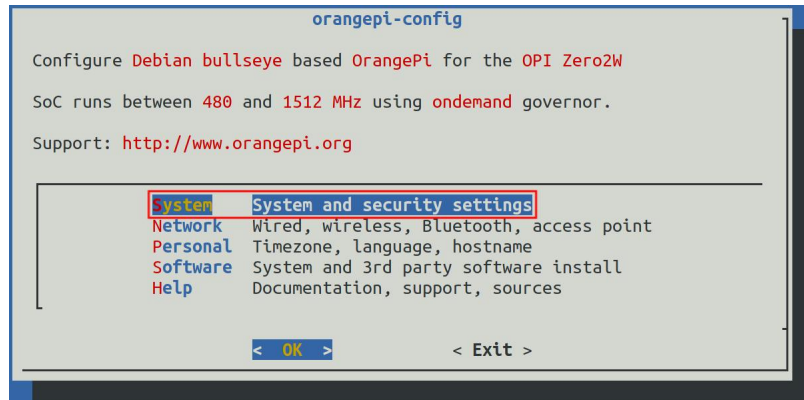 orangepi-config
Configure Debian bullseye based OrangePi for the OPI Zero2W
SoC runs between 480 and 1512 MHz using ondemand governor.
Support: http://www.orangepi.org
System System and security settings
Network Wired, wireless, Bluetooth, access point
Personal Timezone, language, hostname
Software System and 3rd party software install
Help Documentation, support, sources
< OK > < Exit >